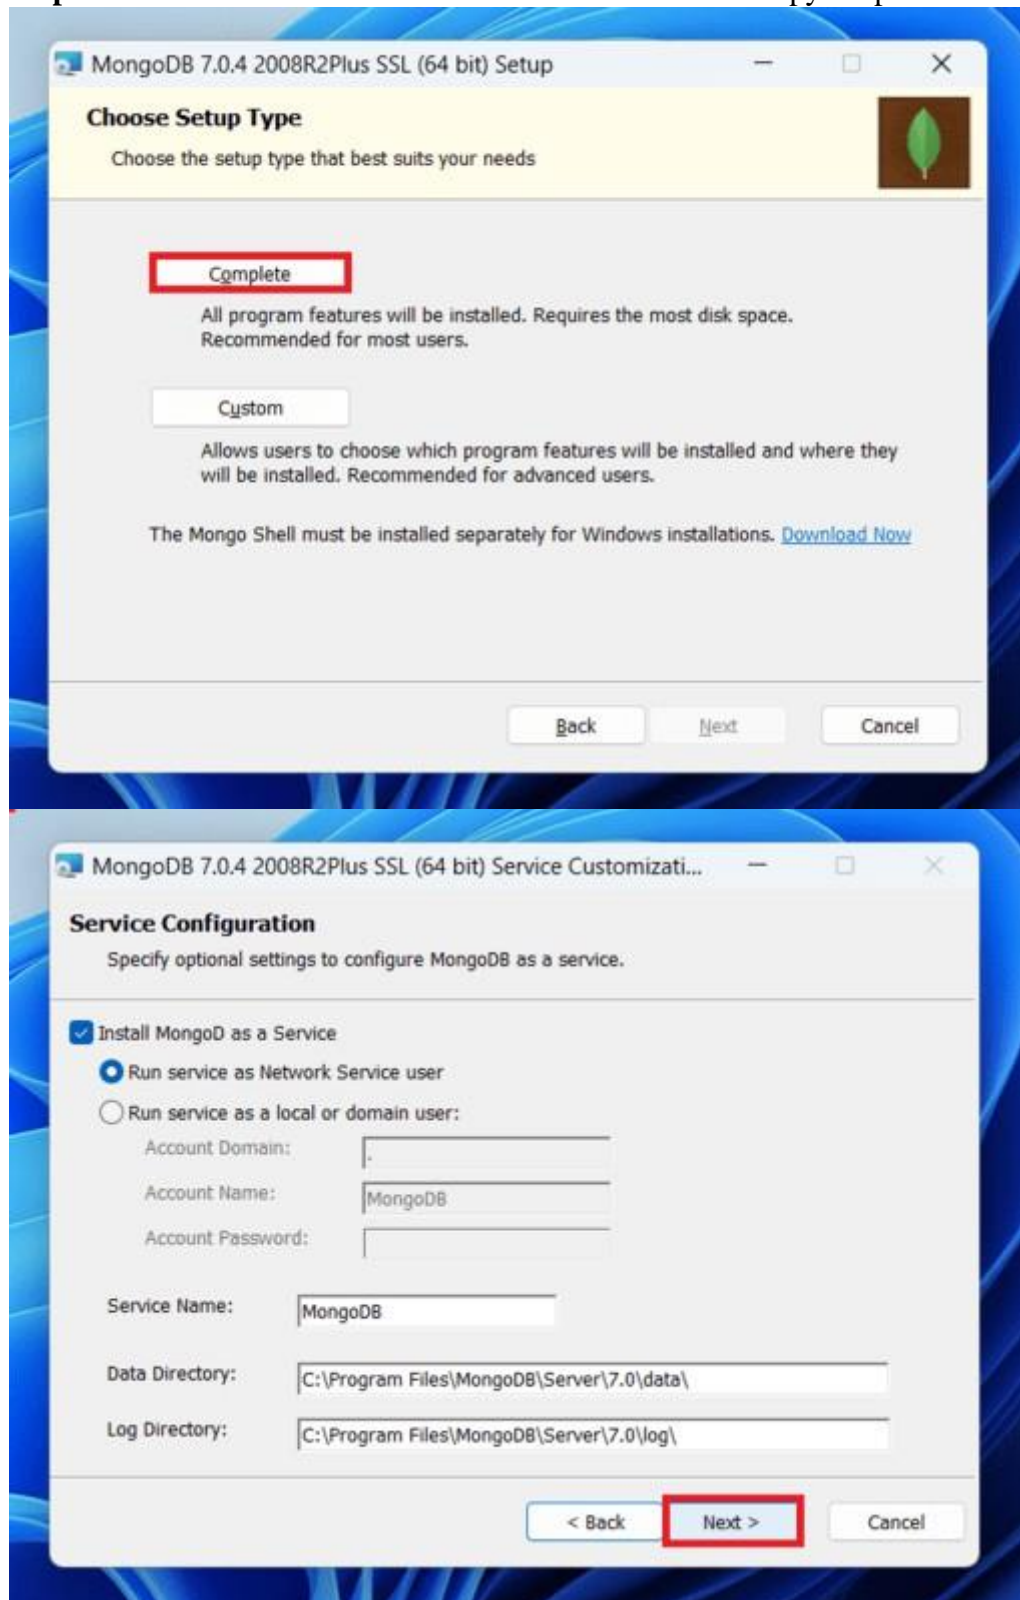 MongoDB 7.0.4 2008R2Plus SSL (64 bit) Setup
Choose Setup Type
Choose the setup type that best suits your needs
Complete
All program features will be installed. Requires the most disk space.
Recommended for most users.
Custom
Allows users to choose which program features will be installed and where they
will be installed. Recommended for advanced users.
The Mongo Shell must be installed separately for Windows installations. Download Now
Back Next Cancel
MongoDB 7.0.4 2008R2Plus SSL (64 bit) Service Customizati...
Service Configuration
Specify optional settings to configure MongoDB as a service.
Install MongoD as a Service
Run service as Network Service user
Run service as a local or domain user:
Account Domain: .
Account Name: MongoDB
Account Password:
Service Name: MongoDB
Data Directory: C:\Program Files\MongoDB\Server\7.0\data\
Log Directory: C:\Program Files\MongoDB\Server\7.0\log\
< Back Next > Cancel